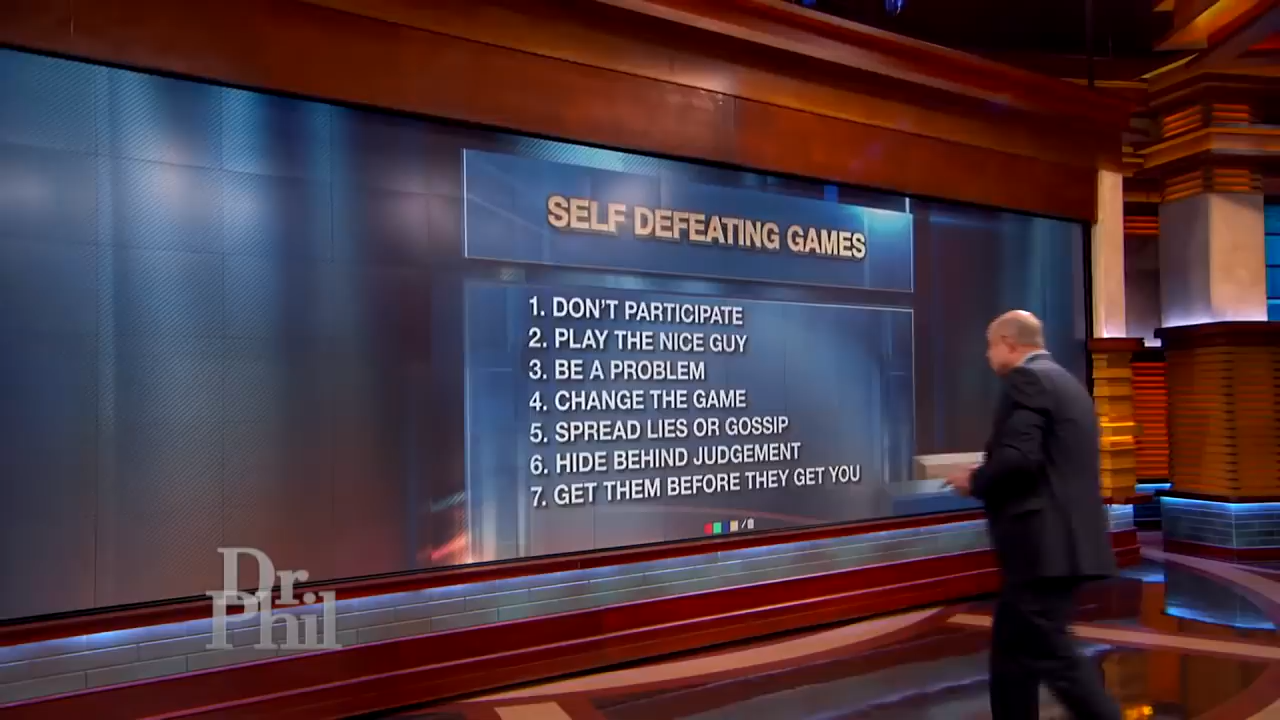 SELF DEFEATING GAMES
1. DON'T PARTICIPATE
2. PLAY THE NICE GUY
3. BE A PROBLEM
4. CHANGE THE GAME
5. SPREAD LIES OR GOSSIP
6. HIDE BEHIND JUDGEMENT
7. GET THEM BEFORE THEY GET YOU
Dr.
Phil